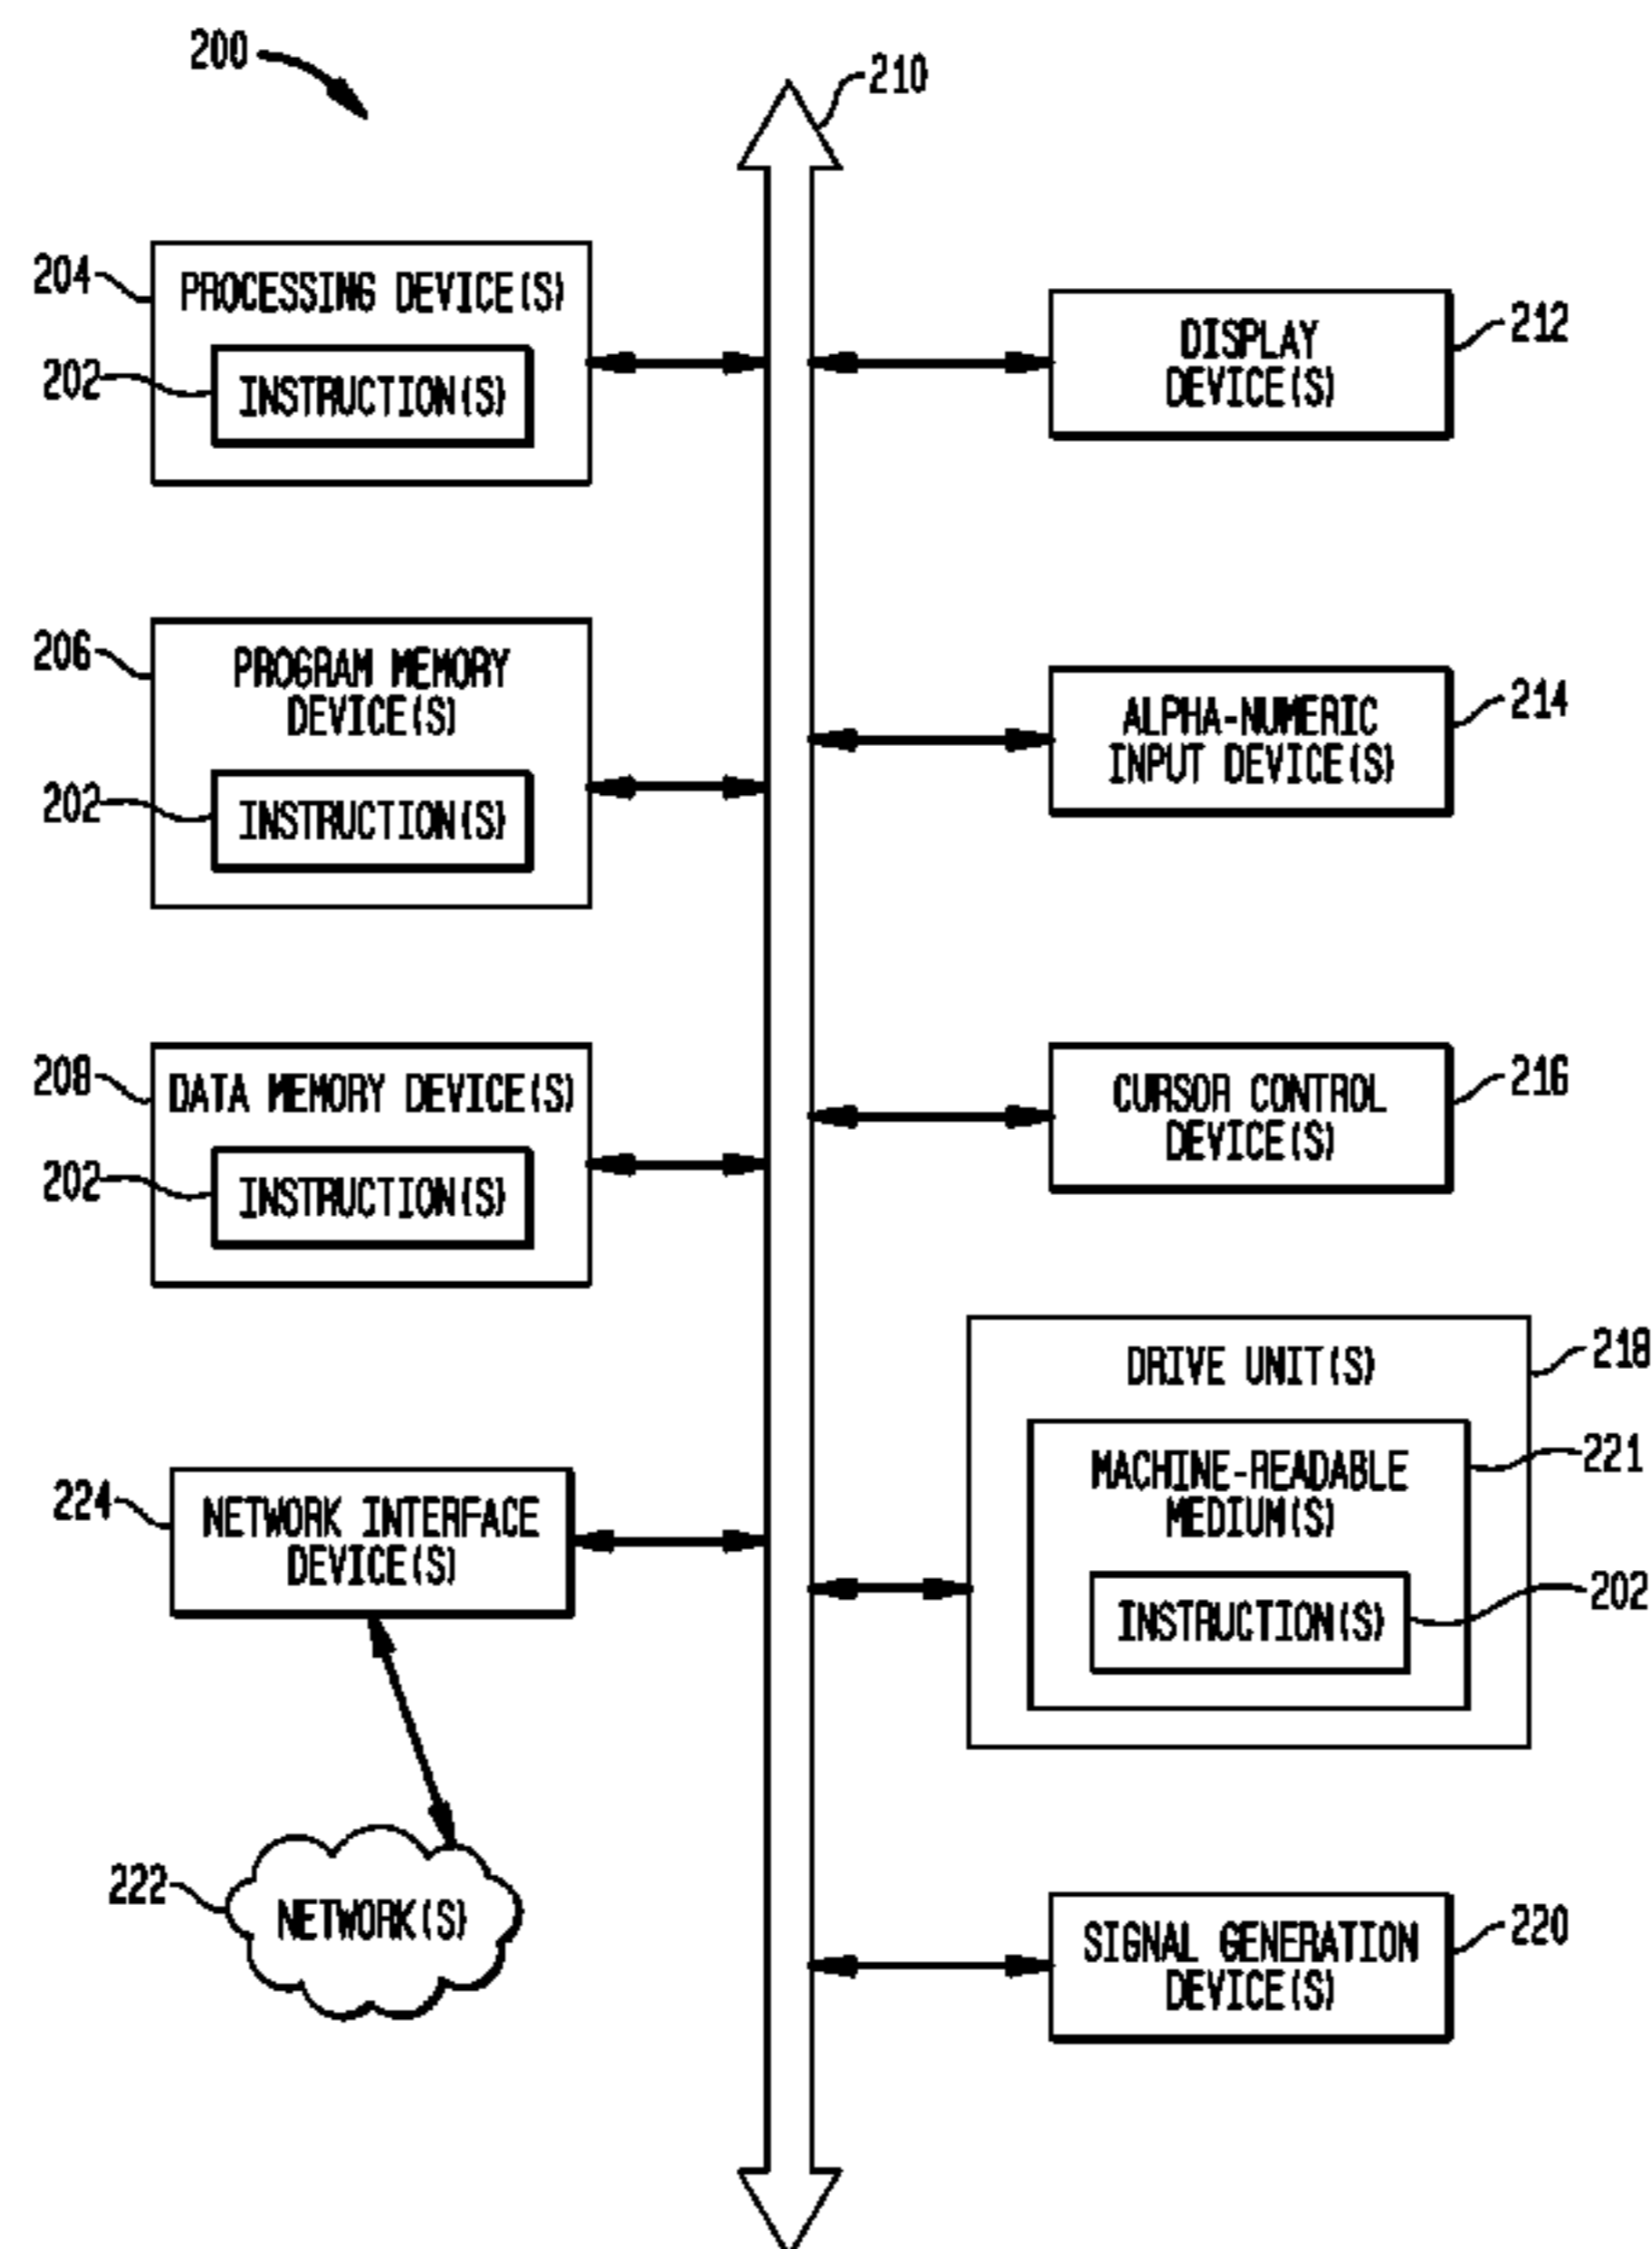 200
210
204
PROCESSING DEVICE(S)
202
INSTRUCTION(S)
206
PROGRAM MEMORY
DEVICE(S)
202
INSTRUCTION(S)
208
DATA MEMORY DEVICE(S)
202
INSTRUCTION(S)
224
NETWORK INTERFACE
DEVICE(S)
222
NETWORK(S)
212
DISPLAY
DEVICE(S)
214
ALPHA-NUMERIC
INPUT DEVICE(S)
216
CURSOR CONTROL
DEVICE(S)
218
DRIVE UNIT(S)
221
MACHINE-READABLE
MEDIUM(S)
202
INSTRUCTION(S)
220
SIGNAL GENERATION
DEVICE(S)